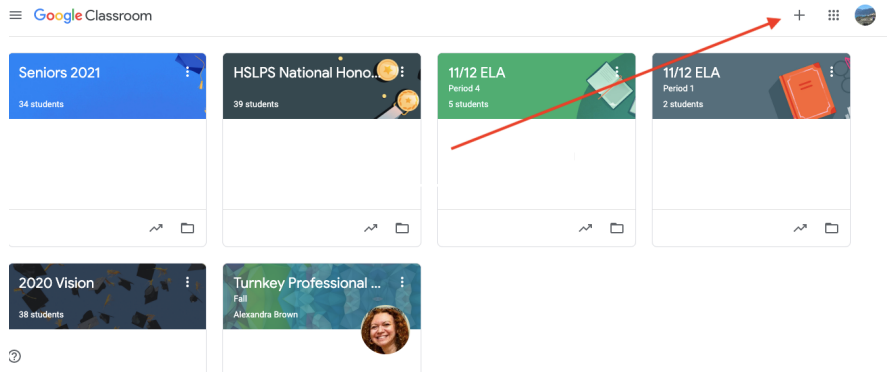 Google Classroom
Seniors 2021
34 students
HSLPS National Hono...
39 students
11/12 ELA
Period 4
5 students
11/12 ELA
Period 1
2 students
2020 Vision
38 students
Turnkey Professional ...
Fall
Alexandra Brown